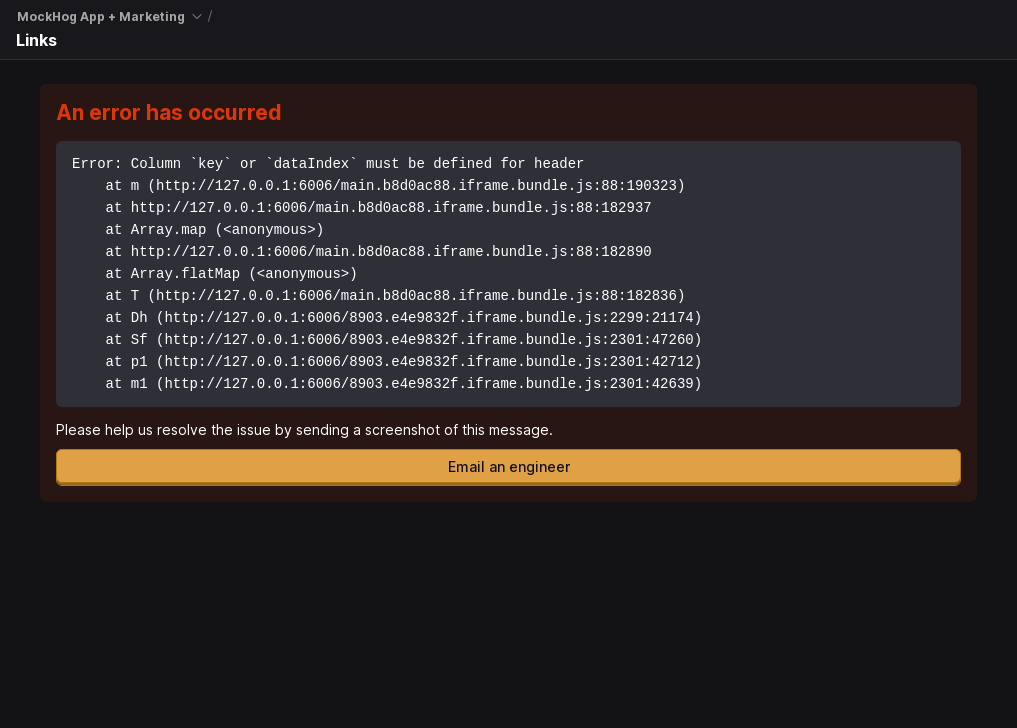 MockHog App + Marketing /
Links
An error has occurred
Error: Column `key` or `dataIndex` must be defined for header
    at m (http://127.0.0.1:6006/main.b8d0ac88.iframe.bundle.js:88:190323)
    at http://127.0.0.1:6006/main.b8d0ac88.iframe.bundle.js:88:182937
    at Array.map (<anonymous>)
    at http://127.0.0.1:6006/main.b8d0ac88.iframe.bundle.js:88:182890
    at Array.flatMap (<anonymous>)
    at T (http://127.0.0.1:6006/main.b8d0ac88.iframe.bundle.js:88:182836)
    at Dh (http://127.0.0.1:6006/8903.e4e9832f.iframe.bundle.js:2299:21174)
    at Sf (http://127.0.0.1:6006/8903.e4e9832f.iframe.bundle.js:2301:47260)
    at p1 (http://127.0.0.1:6006/8903.e4e9832f.iframe.bundle.js:2301:42712)
    at m1 (http://127.0.0.1:6006/8903.e4e9832f.iframe.bundle.js:2301:42639)
Please help us resolve the issue by sending a screenshot of this message.
Email an engineer